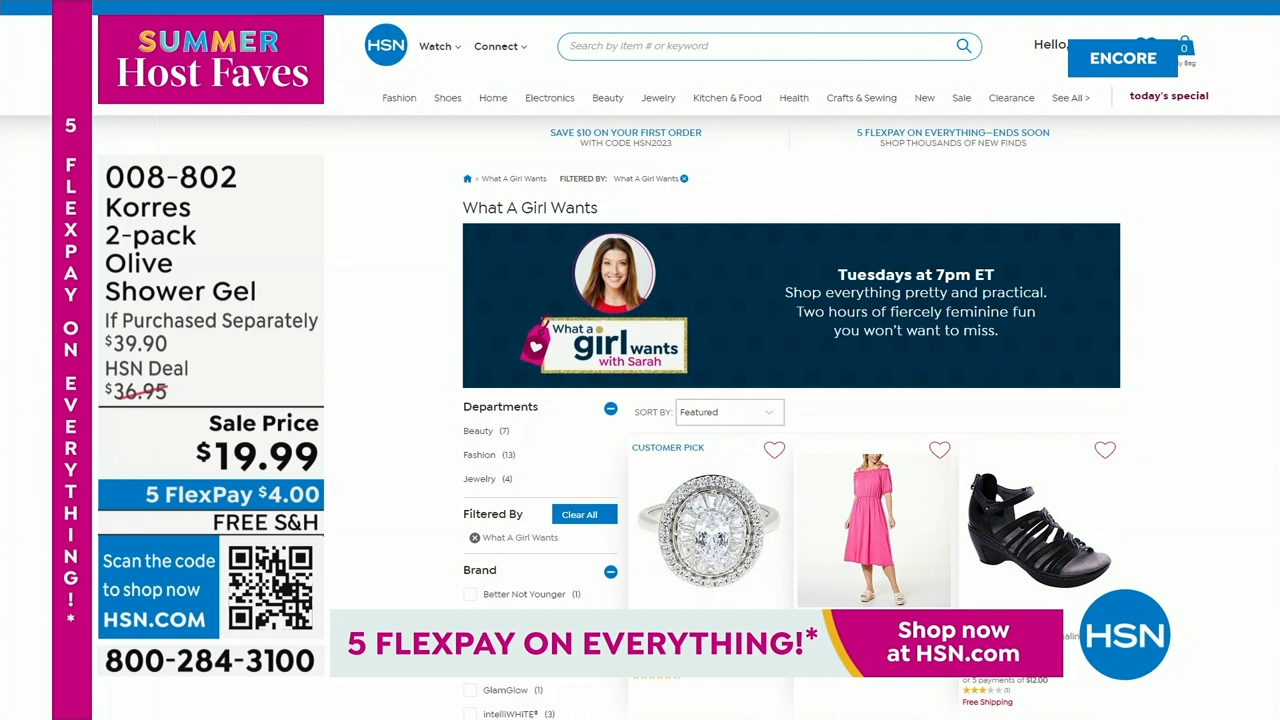 5 FLEXPAY ON EVERYTHING!*
SUMMER
Host Faves
008-802
Korres
2-pack
Olive
Shower Gel
If Purchased Separately
$39.90
HSN Deal
$36.95
Sale Price
$19.99
5 FlexPay $4.00
FREE S&H
Scan the code
to shop now
HSN.COM
800-284-3100
HSN
Watch
Connect
Search by item # or keyword
Hello,
0
ENCORE
Bag
Fashion Shoes Home Electronics Beauty Jewelry Kitchen & Food Health Crafts & Sewing New Sale Clearance See All > today's special
SAVE $10 ON YOUR FIRST ORDER
WITH CODE HSN2023
5 FLEXPAY ON EVERYTHING—ENDS SOON
SHOP THOUSANDS OF NEW FINDS
> What A Girl Wants FILTERED BY: What A Girl Wants
What A Girl Wants
What a
girl wants
with Sarah
Tuesdays at 7pm ET
Shop everything pretty and practical.
Two hours of fiercely feminine fun
you won't want to miss.
Departments
Beauty (7)
Fashion (13)
Jewelry (4)
Filtered By Clear All
What A Girl Wants
Brand
Better Not Younger (1)
GlamGlow (1)
intelliWHiTE® (3)
SORT BY: Featured
CUSTOMER PICK
or 5 payments of $12.00
(1)
Free Shipping
5 FLEXPAY ON EVERYTHING!*
Shop now
at HSN.com
HSN